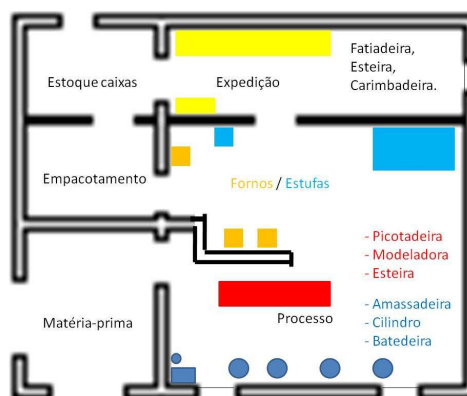 Estoque caixas
Expedição
Fatiadeira,
Esteira,
Carimbadeira.
Empacotamento
Fornos / Estufas
- Picotadeira
- Modeladora
- Esteira
Matéria-prima
Processo
- Amassadeira
- Cilindro
- Batedeira